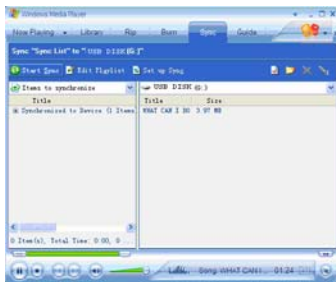 Windows Media Player
Now Playing Library Rip Burn Sync Guide
Sync "Sync List" to "USB DISK(G:)"
Start Sync Edit Playlist Set up Sync
Items to synchronize
USB DISK (G:)
Title
Title Size
Synchronized to Device (1 Items
WHAT CAN I DO 3.97 MB
0 Item(s), Total Time: 0:00, 0 ...
Song WHAT CAN I... 01:24